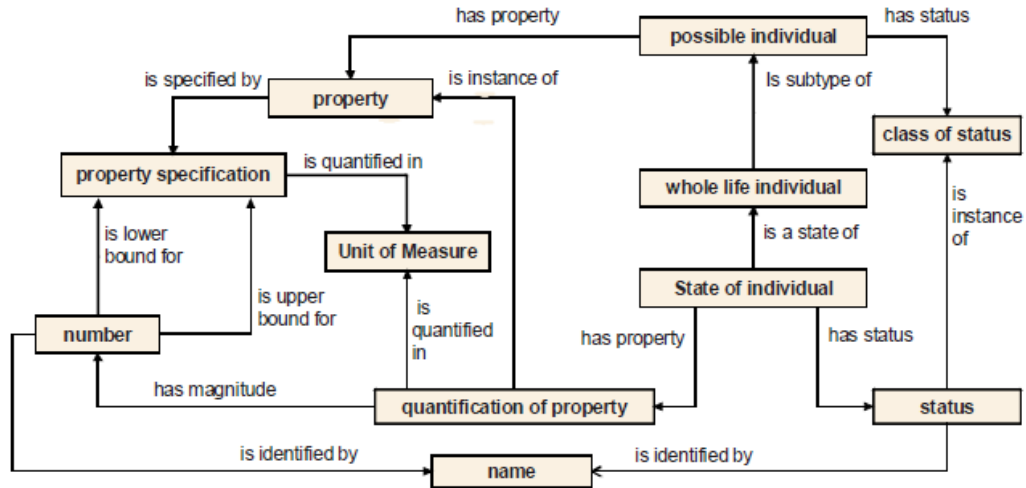 has property
has status
possible individual
is specified by
is instance of
Is subtype of
property
class of status
is quantified in
property specification
whole life individual
is
instance
of
is lower
bound for
is a state of
Unit of Measure
State of individual
is upper
bound for
is
quantified
in
number
has property
has status
has magnitude
quantification of property
status
is identified by
is identified by
name